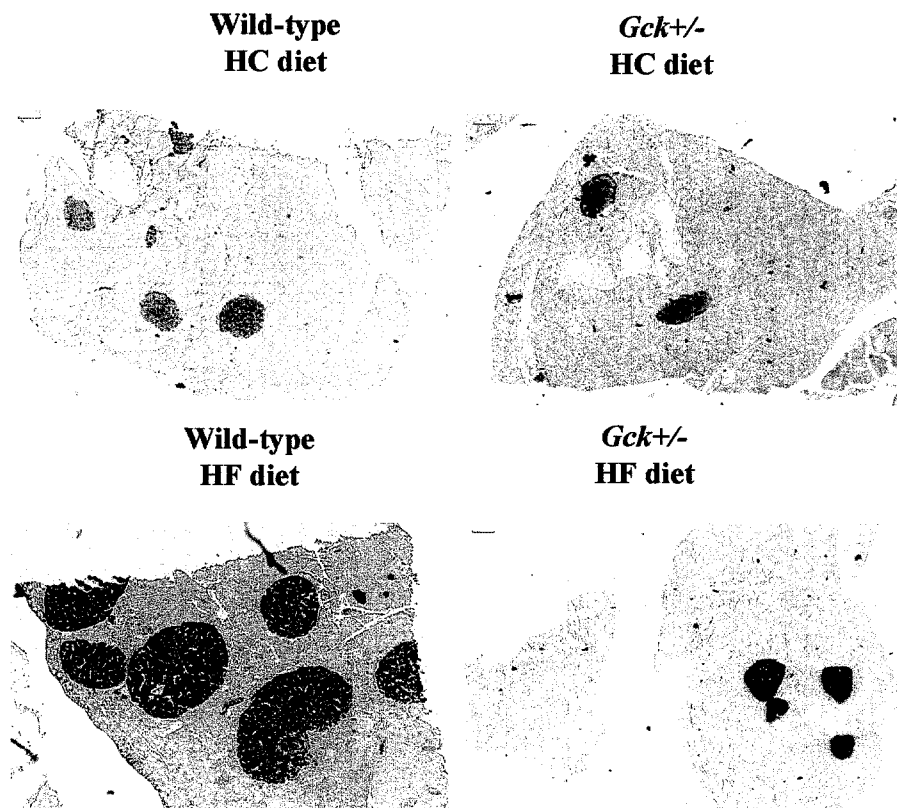 Wild-type
HC diet
Gck+/-
HC diet
Wild-type
HF diet
Gck+/-
HF diet